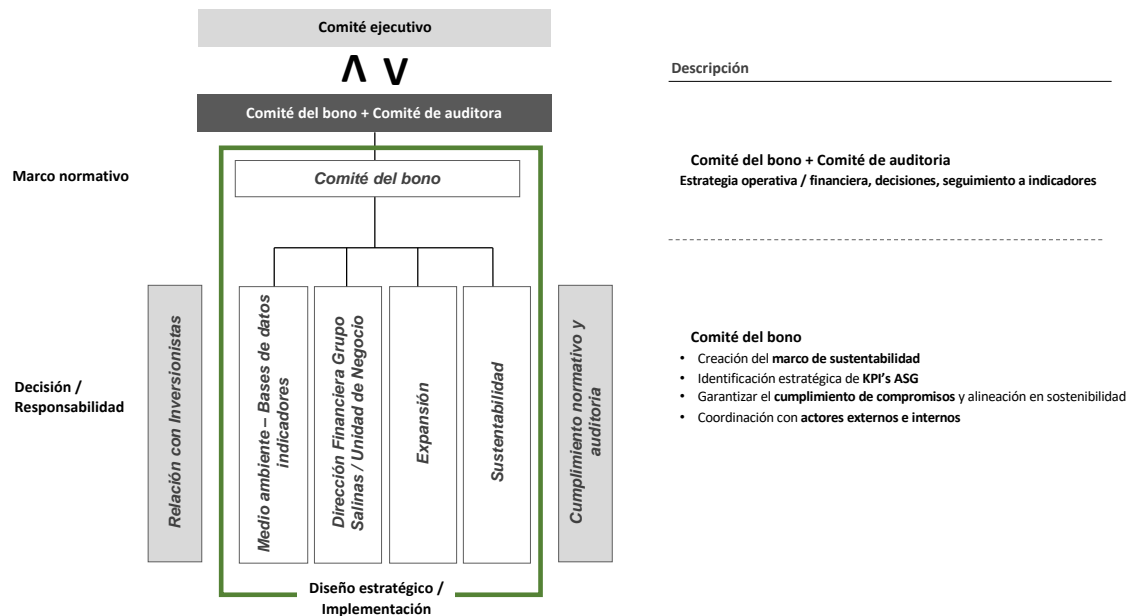 Comité ejecutivo
Λ V
Comité del bono + Comité de auditora
Marco normativo
Comité del bono
Decisión /
Responsabilidad
Relación con Inversionistas
Medio ambiente – Bases de datos
indicadores
Dirección Financiera Grupo
Salinas / Unidad de Negocio
Expansión
Sustentabilidad
Cumplimiento normativo y
auditoria
Diseño estratégico /
Implementación
Descripción
Comité del bono + Comité de auditoria
Estrategia operativa / financiera, decisiones, seguimiento a indicadores
Comité del bono
• Creación del marco de sustentabilidad
• Identificación estratégica de KPI's ASG
• Garantizar el cumplimiento de compromisos y alineación en sostenibilidad
• Coordinación con actores externos e internos